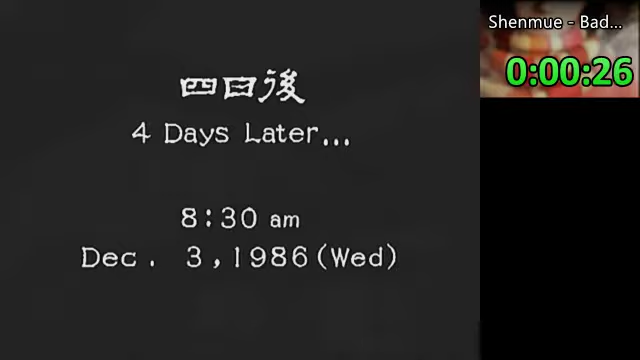 四日後
4 Days Later...
8:30 am
Dec. 3,1986(Wed)
Shenmue - Bad...
0:00:26